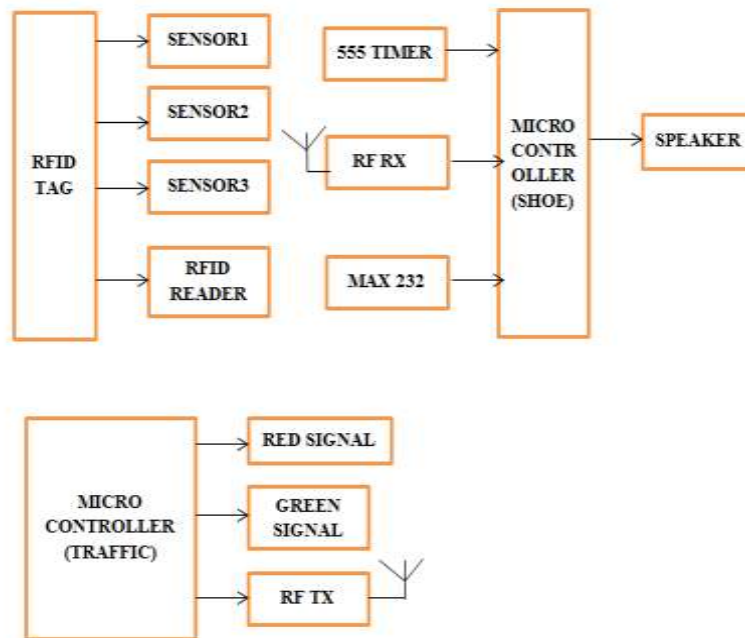 RFID
TAG
SENSOR1
SENSOR2
SENSOR3
RFID
READER
555 TIMER
RF RX
MAX 232
MICRO
CONTR
OLLER
(SHOE)
SPEAKER
MICRO
CONTROLLER
(TRAFFIC)
RED SIGNAL
GREEN
SIGNAL
RF TX